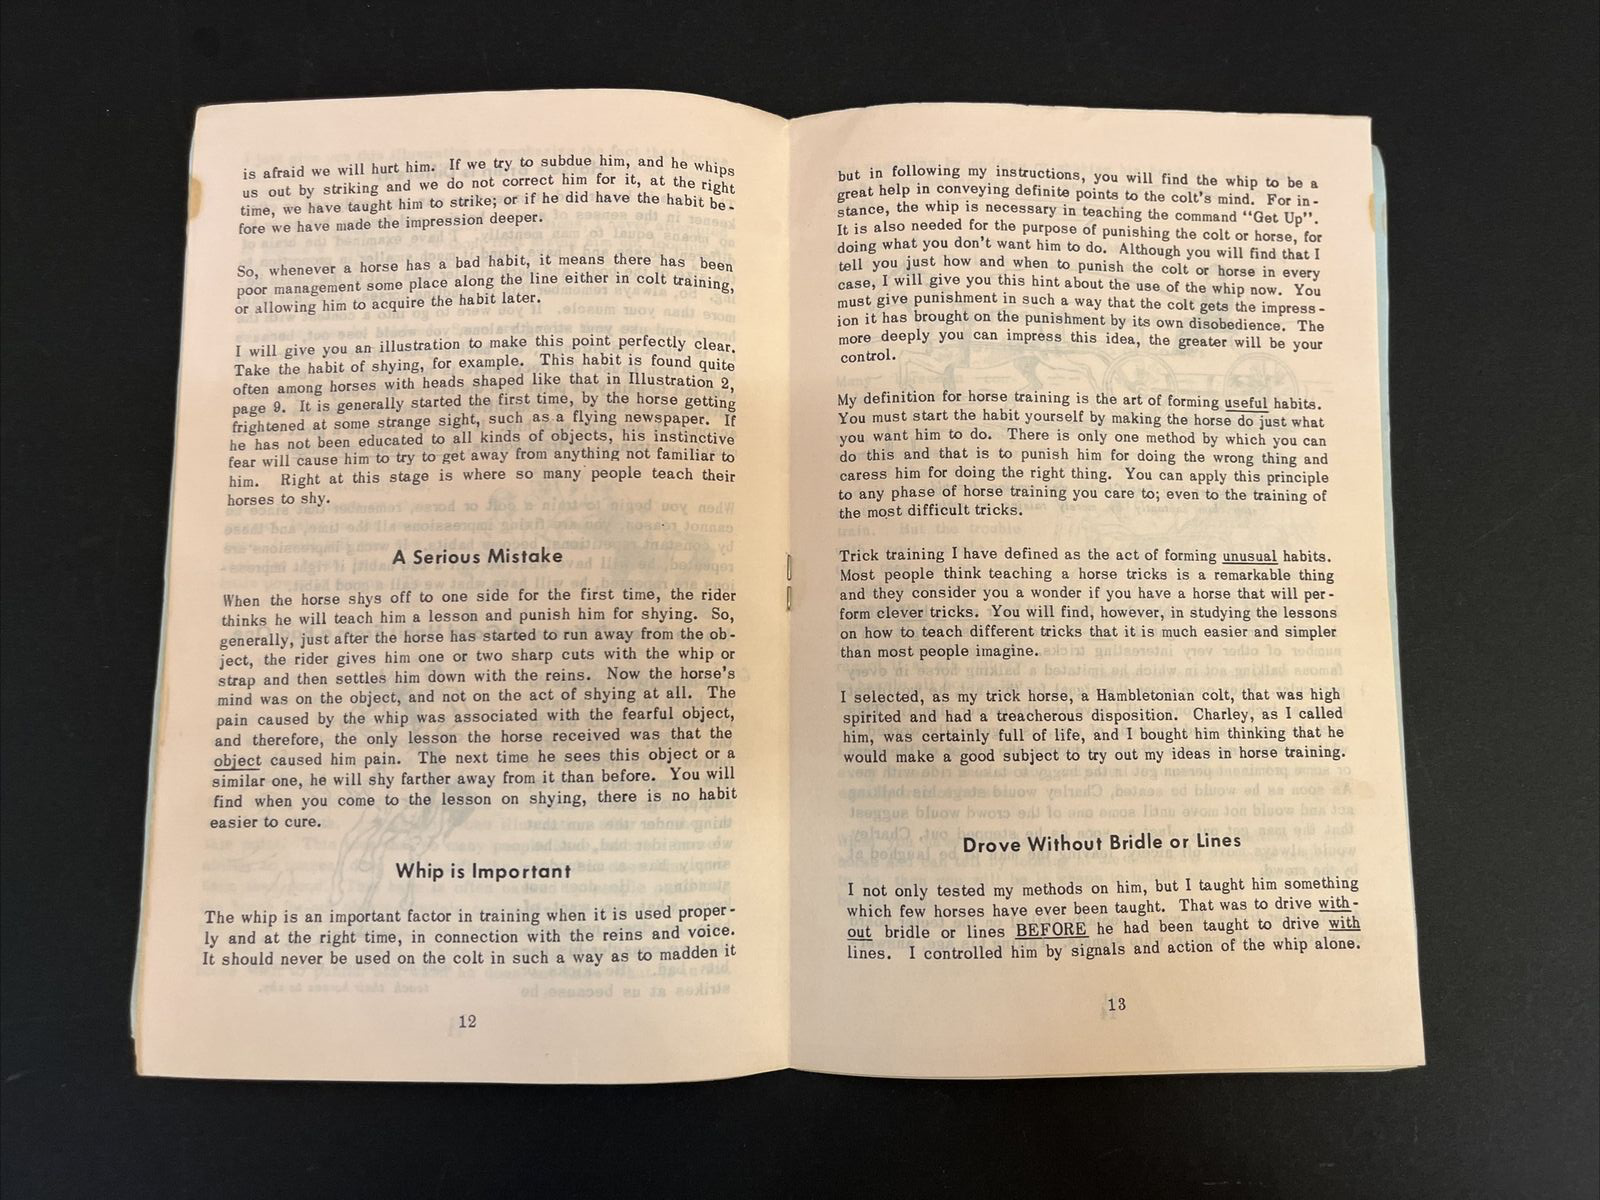 is afraid we will hurt him. If we try to subdue him, and he whips
us out by striking and we do not correct him for it, at the right
time, we have taught him to strike; or if he did have the habit be-
fore we have made the impression deeper.
So, whenever a horse has a bad habit, it means there has been
poor management some place along the line either in colt training,
or allowing him to acquire the habit later.
I will give you an illustration to make this point perfectly clear.
Take the habit of shying, for example. This habit is found quite
often among horses with heads shaped like that in Illustration 2,
page 9. It is generally started the first time, by the horse getting
frightened at some strange sight, such as a flying newspaper. If
he has not been educated to all kinds of objects, his instinctive
fear will cause him to try to get away from anything not familiar to
him. Right at this stage is where so many people teach their
horses to shy.
A Serious Mistake
When the horse shys off to one side for the first time, the rider
thinks he will teach him a lesson and punish him for shying. So,
generally, just after the horse has started to run away from the ob-
ject, the rider gives him one or two sharp cuts with the whip or
strap and then settles him down with the reins. Now the horse's
mind was on the object, and not on the act of shying at all. The
pain caused by the whip was associated with the fearful object,
and therefore, the only lesson the horse received was that the
object caused him pain. The next time he sees this object or a
similar one, he will shy farther away from it than before. You will
find when you come to the lesson on shying, there is no habit
easier to cure.
Whip is Important
The whip is an important factor in training when it is used proper-
ly and at the right time, in connection with the reins and voice.
It should never be used on the colt in such a way as to madden it
12
but in following my instructions, you will find the whip to be a
great help in conveying definite points to the colt's mind. For in-
stance, the whip is necessary in teaching the command "Get Up".
It is also needed for the purpose of punishing the colt or horse, for
doing what you don't want him to do. Although you will find that I
tell you just how and when to punish the colt or horse in every
case, I will give you this hint about the use of the whip now. You
must give punishment in such a way that the colt gets the impress-
ion it has brought on the punishment by its own disobedience. The
more deeply you can impress this idea, the greater will be your
control.
My definition for horse training is the art of forming useful habits.
You must start the habit yourself by making the horse do just what
you want him to do. There is only one method by which you can
do this and that is to punish him for doing the wrong thing and
caress him for doing the right thing. You can apply this principle
to any phase of horse training you care to; even to the training of
the most difficult tricks.
Trick training I have defined as the act of forming unusual habits.
Most people think teaching a horse tricks is a remarkable thing
and they consider you a wonder if you have a horse that will per-
form clever tricks. You will find, however, in studying the lessons
on how to teach different tricks that it is much easier and simpler
than most people imagine.
I selected, as my trick horse, a Hambletonian colt, that was high
spirited and had a treacherous disposition. Charley, as I called
him, was certainly full of life, and I bought him thinking that he
would make a good subject to try out my ideas in horse training.
Drove Without Bridle or Lines
I not only tested my methods on him, but I taught him something
which few horses have ever been taught. That was to drive with-
out bridle or lines BEFORE he had been taught to drive with
lines. I controlled him by signals and action of the whip alone.
13